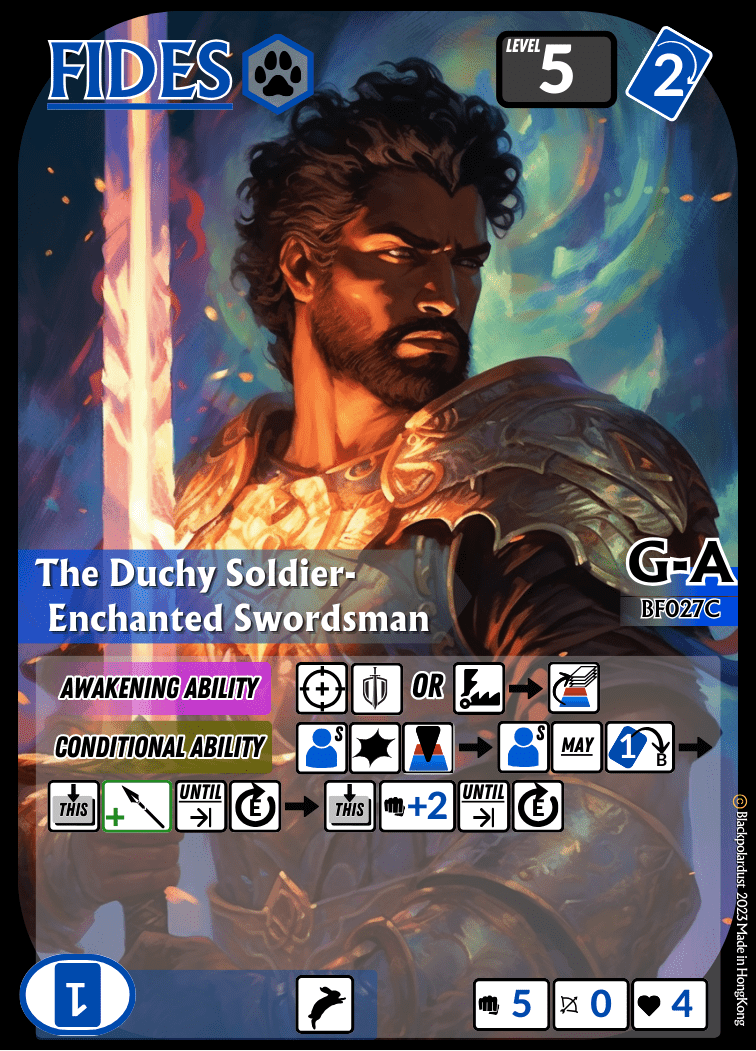 FIDES
LEVEL 5
2
The Duchy Soldier-
Enchanted Swordsman
G-A
BF027C
AWAKENING ABILITY OR
CONDITIONAL ABILITY S S MAY 1 B
THIS + UNTIL E THIS +2 UNTIL E
1
5 0 4
© Blackpolardust 2023 Made in HongKong